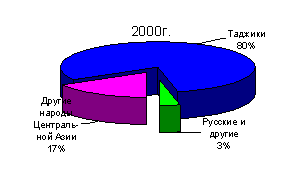 2000г.
Таджики
80%
Другие
народы
Централь-
ной Азии
17%
Русские и
другие
3%